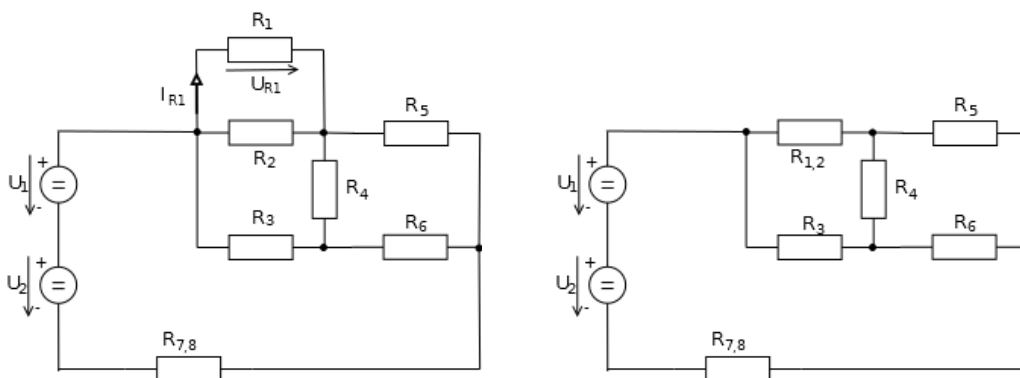 R1
UR1
IR1
R5
R2
+
U1
=
-
R4
R3
R6
+
U2
=
-
R7,8
R5
R1,2
+
U1
=
-
R4
R3
R6
+
U2
=
-
R7,8